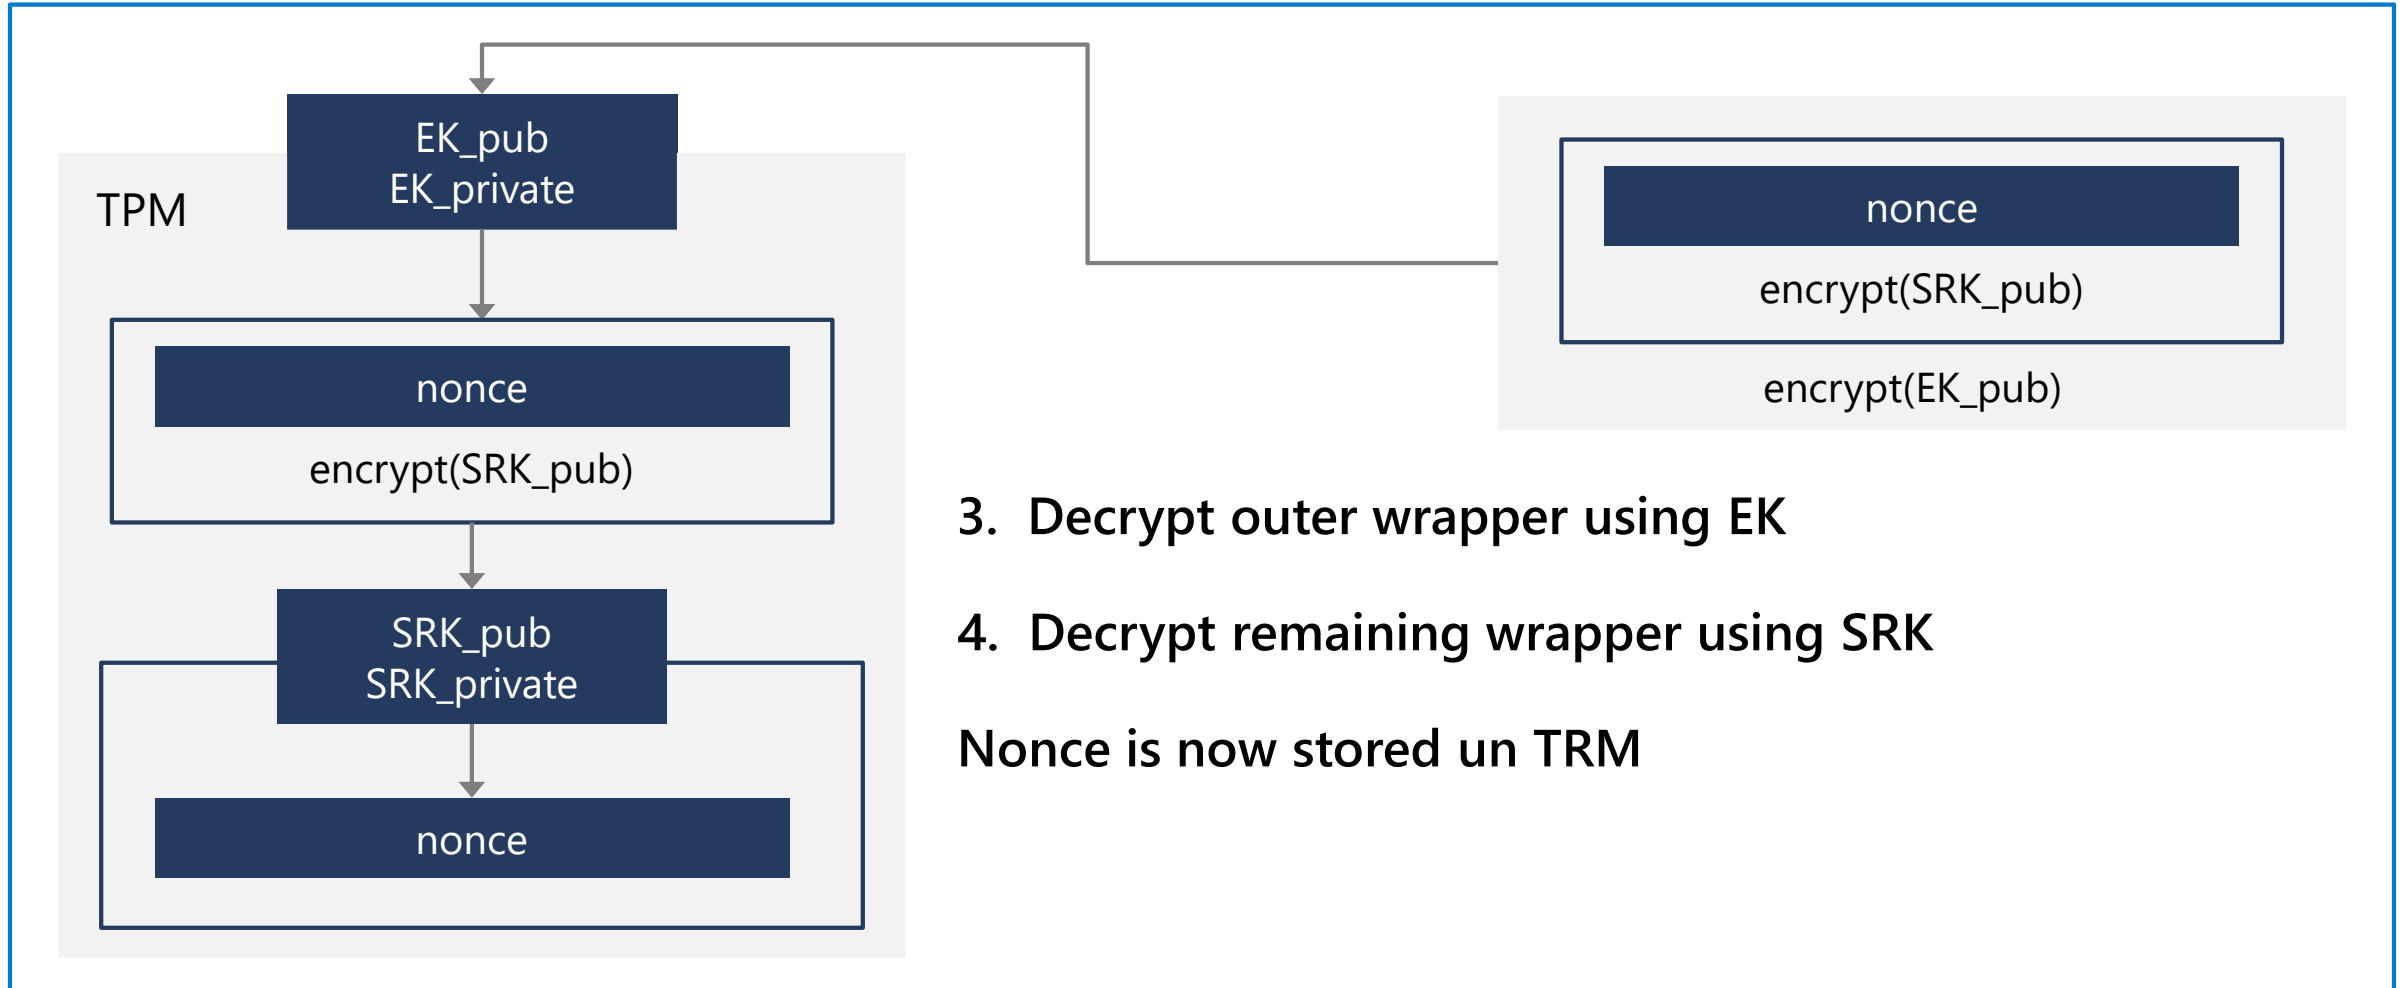 EK_pub
EK_private
TPM
nonce
encrypt(SRK_pub)
SRK_pub
SRK_private
nonce
nonce
encrypt(SRK_pub)
encrypt(EK_pub)
3. Decrypt outer wrapper using EK
4. Decrypt remaining wrapper using SRK
Nonce is now stored un TRM